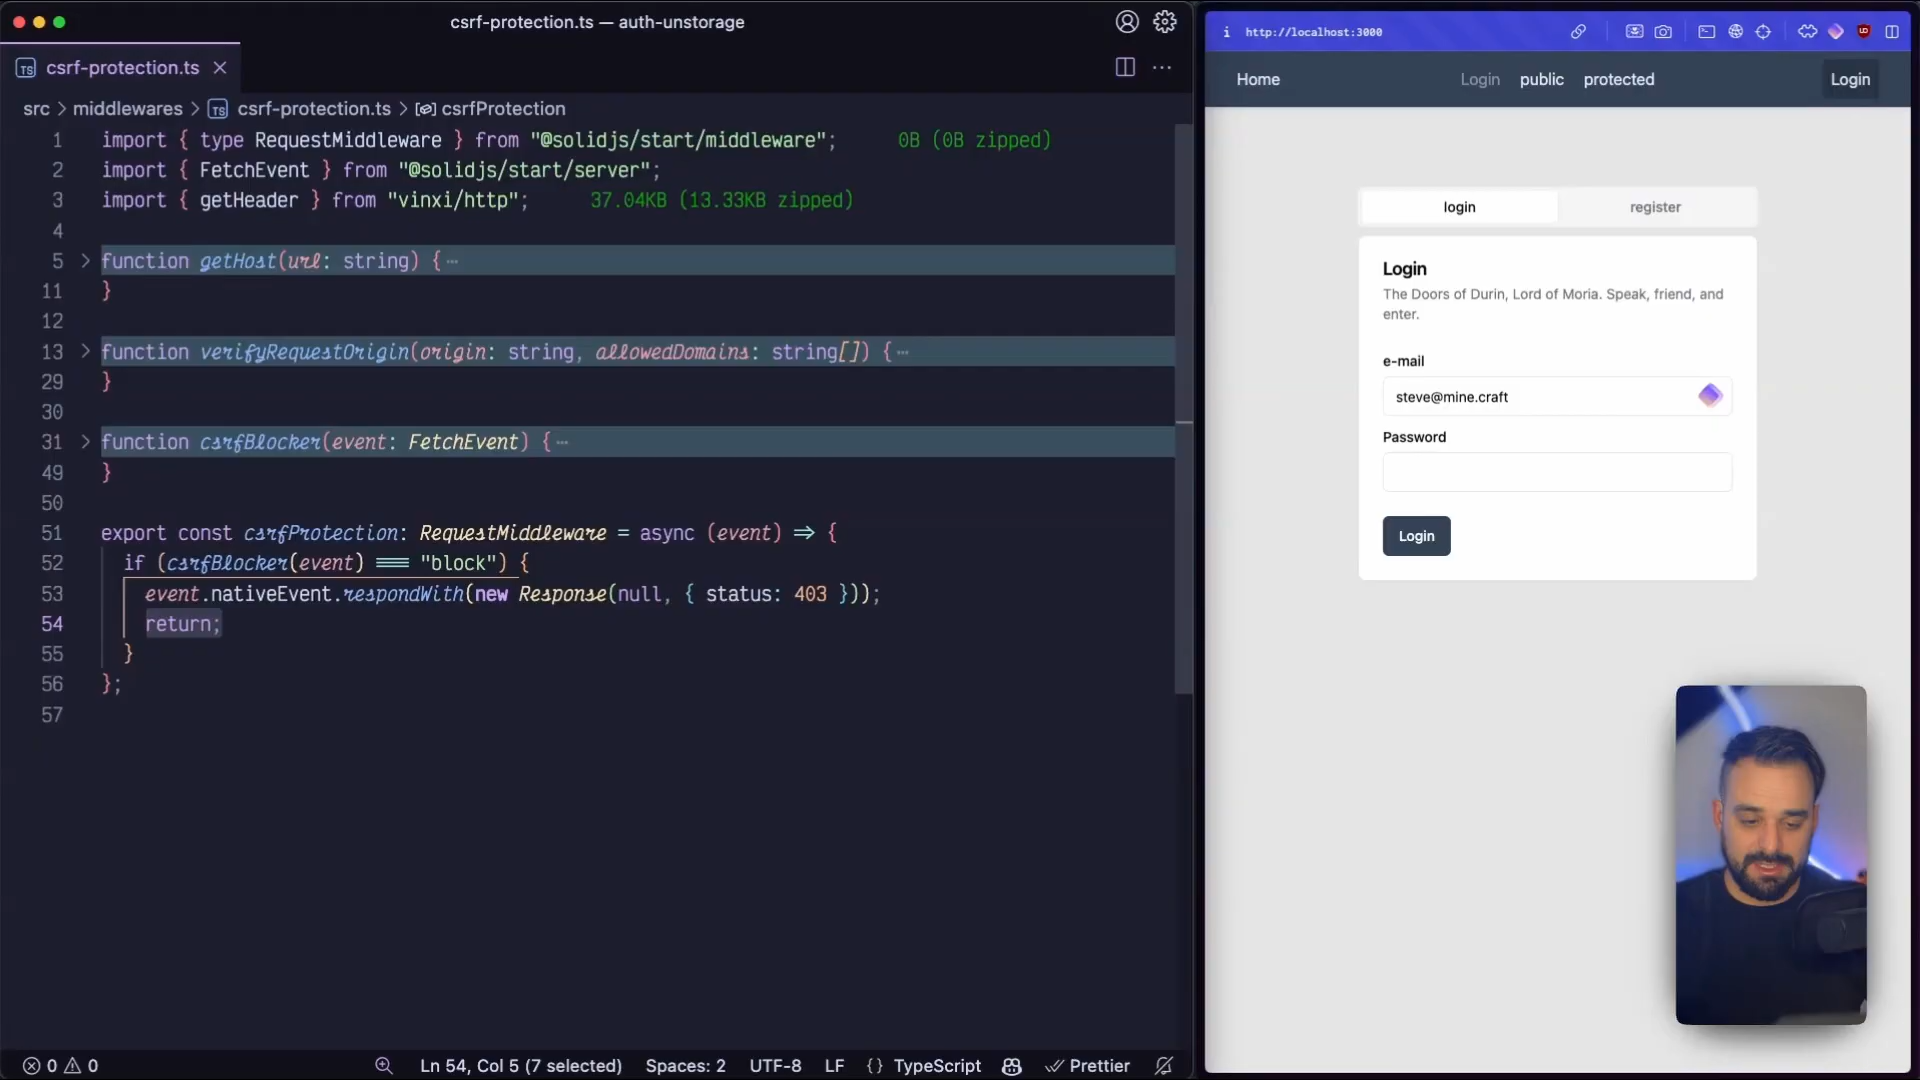 csrf-protection.ts — auth-unstorage
TS csrf-protection.ts
src > middlewares > TS csrf-protection.ts > csrfProtection
1 import { type RequestMiddleware } from "@solidjs/start/middleware"; 0B (0B zipped)
2 import { FetchEvent } from "@solidjs/start/server";
3 import { getHeader } from "vinxi/http"; 37.04KB (13.33KB zipped)
4
5 function getHost(url: string) { ···
11 }
12
13 function verifyRequestOrigin(origin: string, allowedDomains: string[]) { ···
29 }
30
31 function csrfBlocker(event: FetchEvent) { ···
49 }
50
51 export const csrfProtection: RequestMiddleware = async (event) => {
52 if (csrfBlocker(event) === "block") {
53 event.nativeEvent.respondWith(new Response(null, { status: 403 }));
54 return;
55 }
56 };
57
0 0 Ln 54, Col 5 (7 selected) Spaces: 2 UTF-8 LF {} TypeScript Prettier
http://localhost:3000
Home Login public protected Login
login register
Login
The Doors of Durin, Lord of Moria. Speak, friend, and
enter.
e-mail
steve@mine.craft
Password
Login